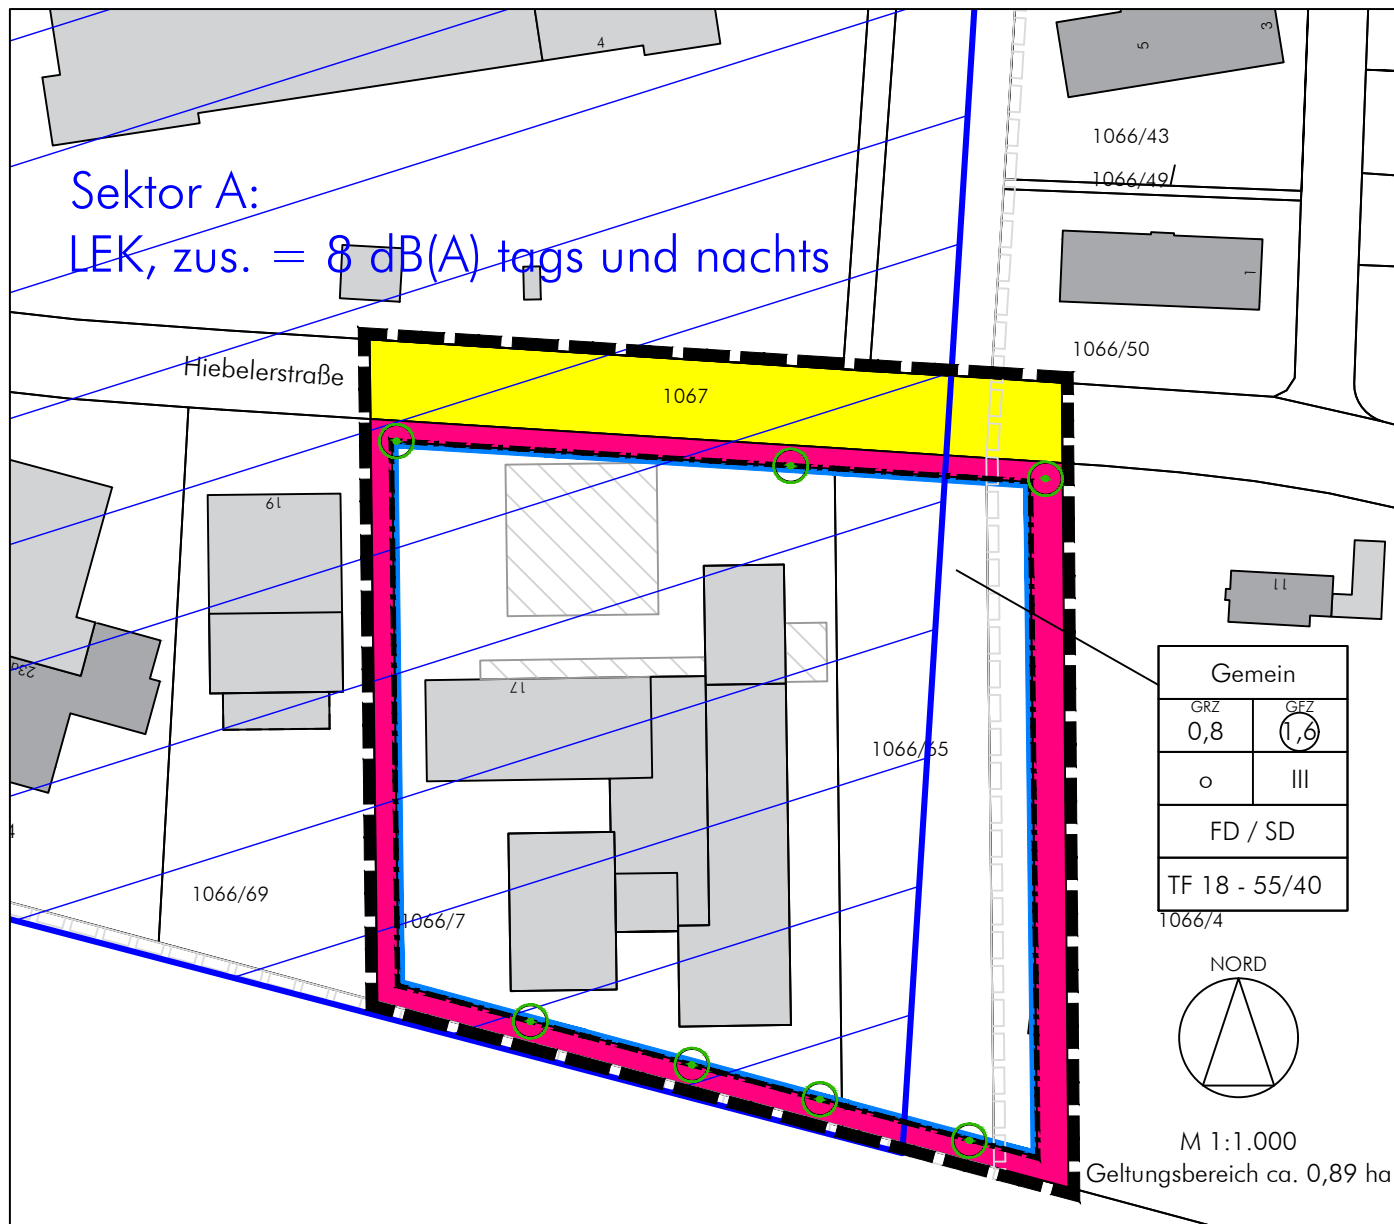 4
5
3
1066/43
1066/49
Sektor A:
LEK, zus. = 8 dB(A) tags und nachts
1
1066/50
Hiebelerstraße
1067
19
11
23a
17
Gemein
GRZ
GFZ
0,8
1,6
1066/65
o
III
FD / SD
TF 18 - 55/40
4
1066/69
1066/7
1066/4
NORD
M 1:1.000
Geltungsbereich ca. 0,89 ha